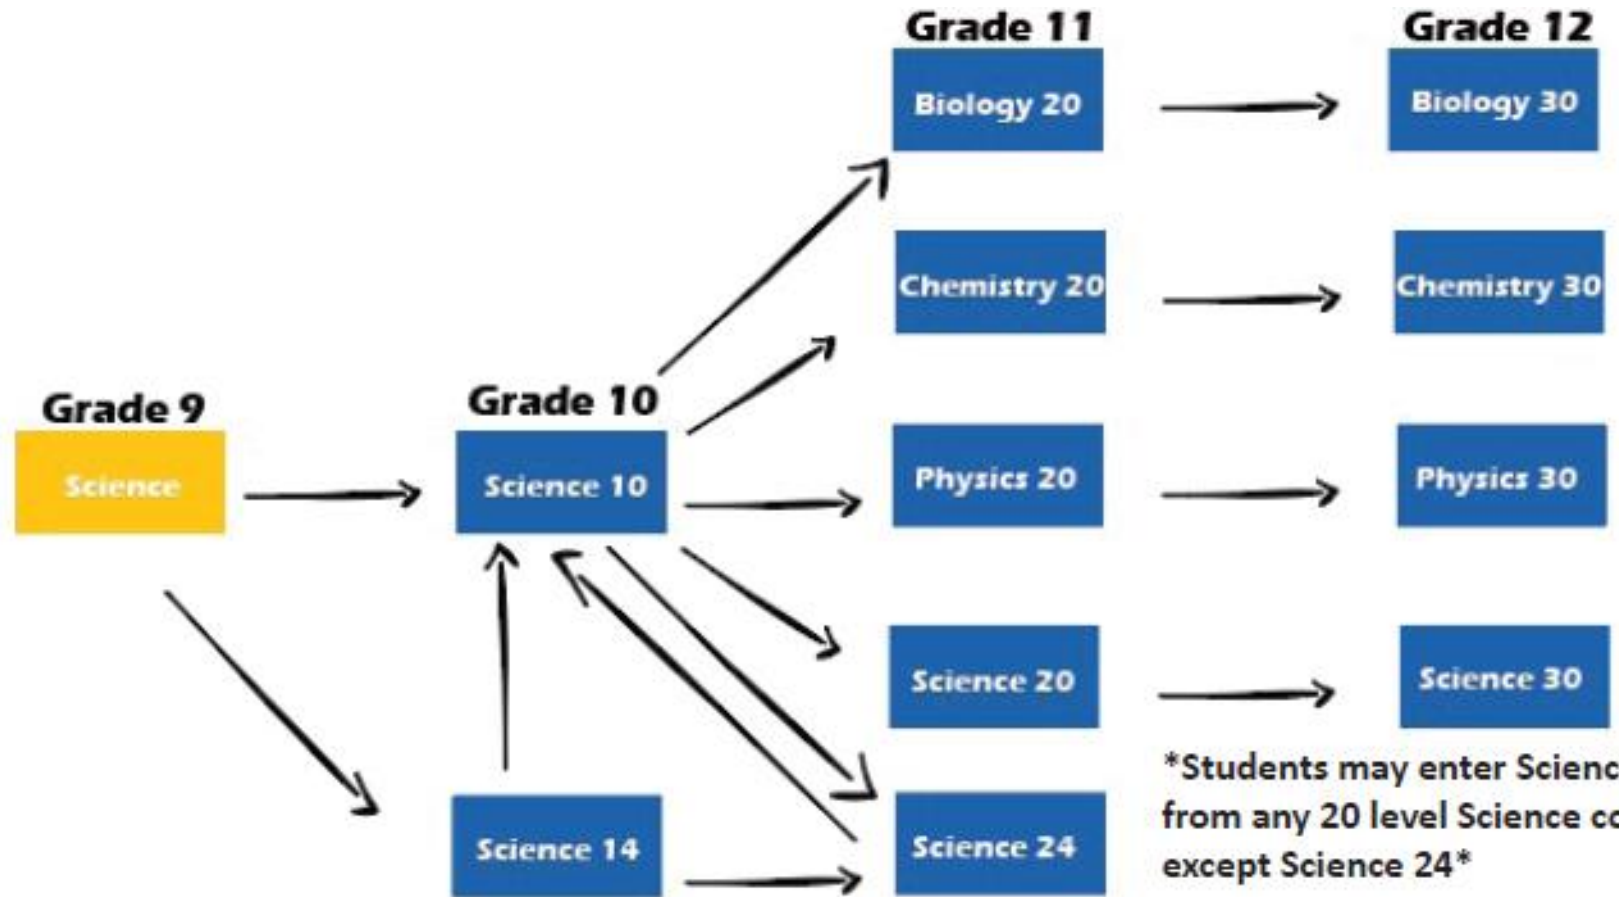 Grade 11
Grade 12
Biology 20
Biology 30
Chemistry 20
Chemistry 30
Grade 9
Grade 10
Science
Science 10
Physics 20
Physics 30
Science 20
Science 30
*Students may enter
from any 20 level Science
except Science 24*
Science 14
Science 24